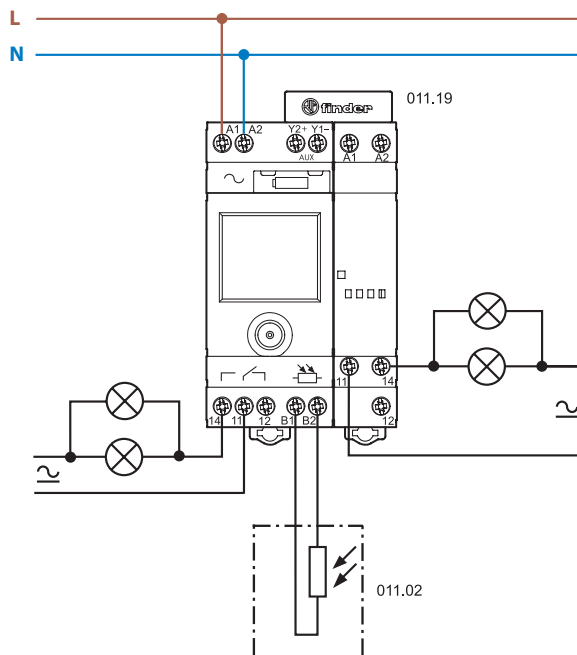 L
N
finder
011.19
A1 A2 Y2+ Y1-
AUX
A1 A2
11 14
12
14 11 12 B1 B2
011.02